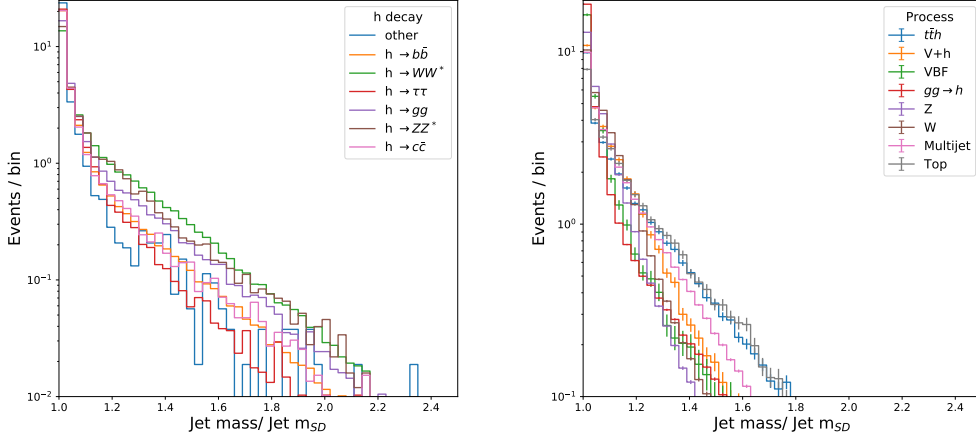 h decay
other
h → bb̄
h → WW*
h → ττ
h → gg
h → ZZ*
h → cc̄
Events / bin
10¹
10⁰
10⁻¹
10⁻²
1.0 1.2 1.4 1.6 1.8 2.0 2.2 2.4
Jet mass/ Jet m_SD
Process
tt̄h
V+h
VBF
gg → h
Z
W
Multijet
Top
Events / bin
10¹
10⁰
10⁻¹
1.0 1.2 1.4 1.6 1.8 2.0 2.2 2.4
Jet mass/ Jet m_SD